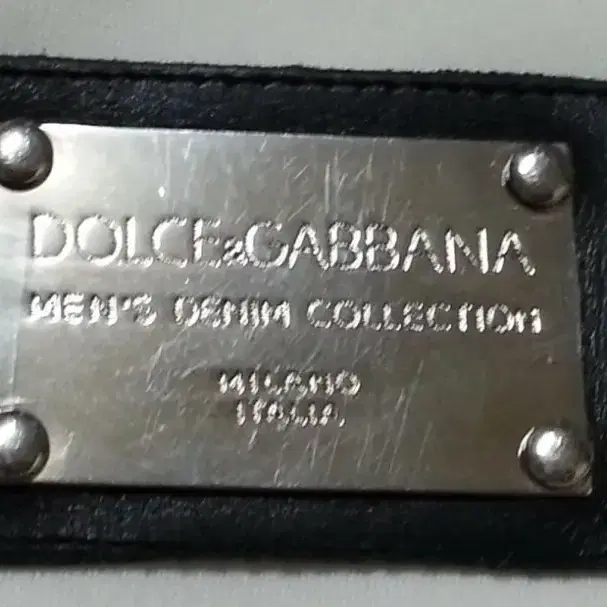 DOLCE&GABBANA
MEN'S DENIM COLLECTION
MILANO
ITALIA